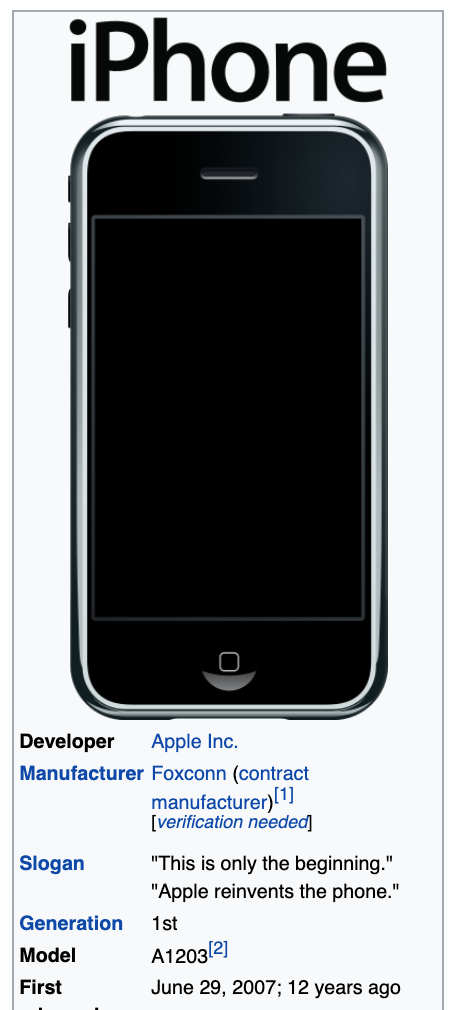 iPhone
Developer Apple Inc.
Manufacturer Foxconn (contract
manufacturer)[1]
[verification needed]
Slogan "This is only the beginning."
"Apple reinvents the phone."
Generation 1st
Model A1203[2]
First June 29, 2007; 12 years ago